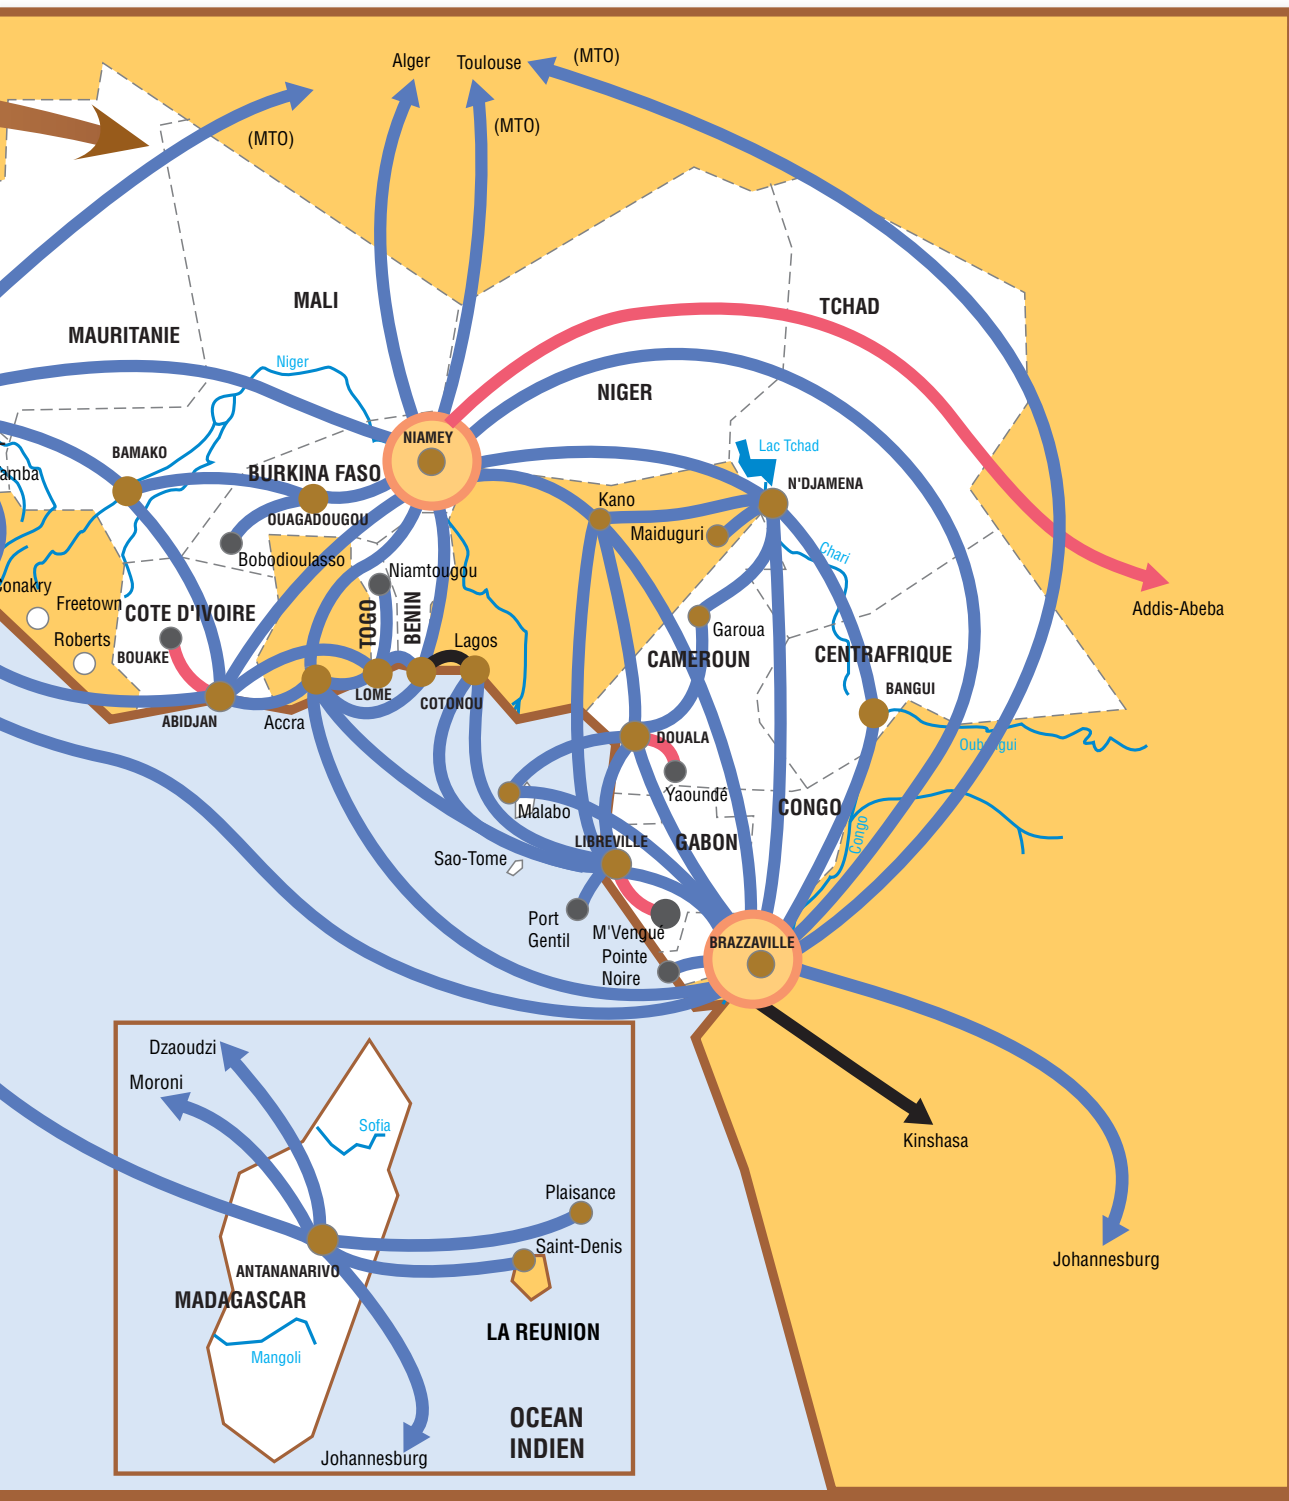 Alger
Toulouse
(MTO)
(MTO)
(MTO)
MALI
TCHAD
MAURITANIE
Niger
NIGER
NIAMEY
BAMAKO
Lac Tchad
BURKINA FASO
amba
N'DJAMENA
Kano
OUAGADOUGOU
Maiduguri
Bobodioulasso
Chari
Niamtougou
Conakry
Freetown
COTE D'IVOIRE
TOGO
BENIN
Addis-Abeba
Garoua
Roberts
Lagos
BOUAKE
CAMEROUN
CENTRAFRIQUE
LOME
BANGUI
COTONOU
ABIDJAN
Accra
DOUALA
Oubangui
Yaoundé
Malabo
CONGO
LIBREVILLE
GABON
Congo
Sao-Tome
Port
Gentil
M'Vengué
BRAZZAVILLE
Pointe
Noire
Dzaoudzi
Moroni
Sofia
Kinshasa
Plaisance
Saint-Denis
Johannesburg
ANTANANARIVO
MADAGASCAR
LA REUNION
Mangoli
OCEAN
INDIEN
Johannesburg